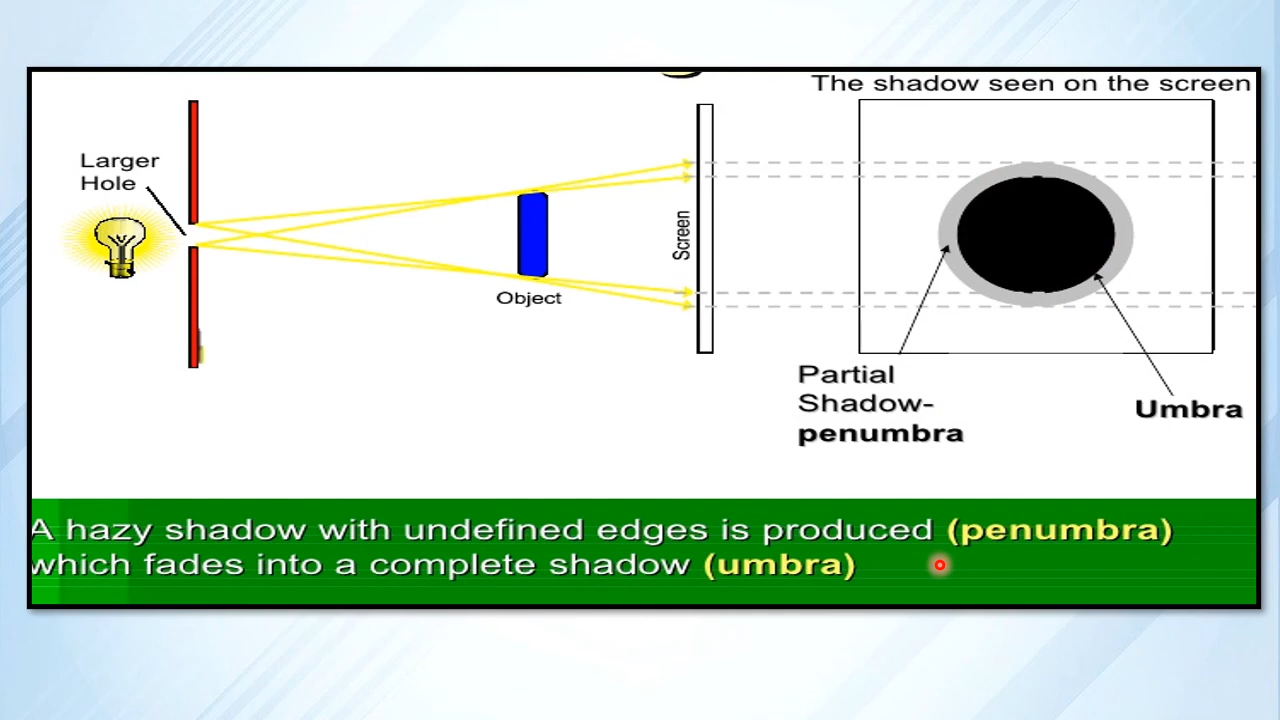 The shadow seen on the screen
Larger
Hole
Screen
Object
Partial
Shadow-
penumbra
Umbra
A hazy shadow with undefined edges is produced (penumbra)
which fades into a complete shadow (umbra)